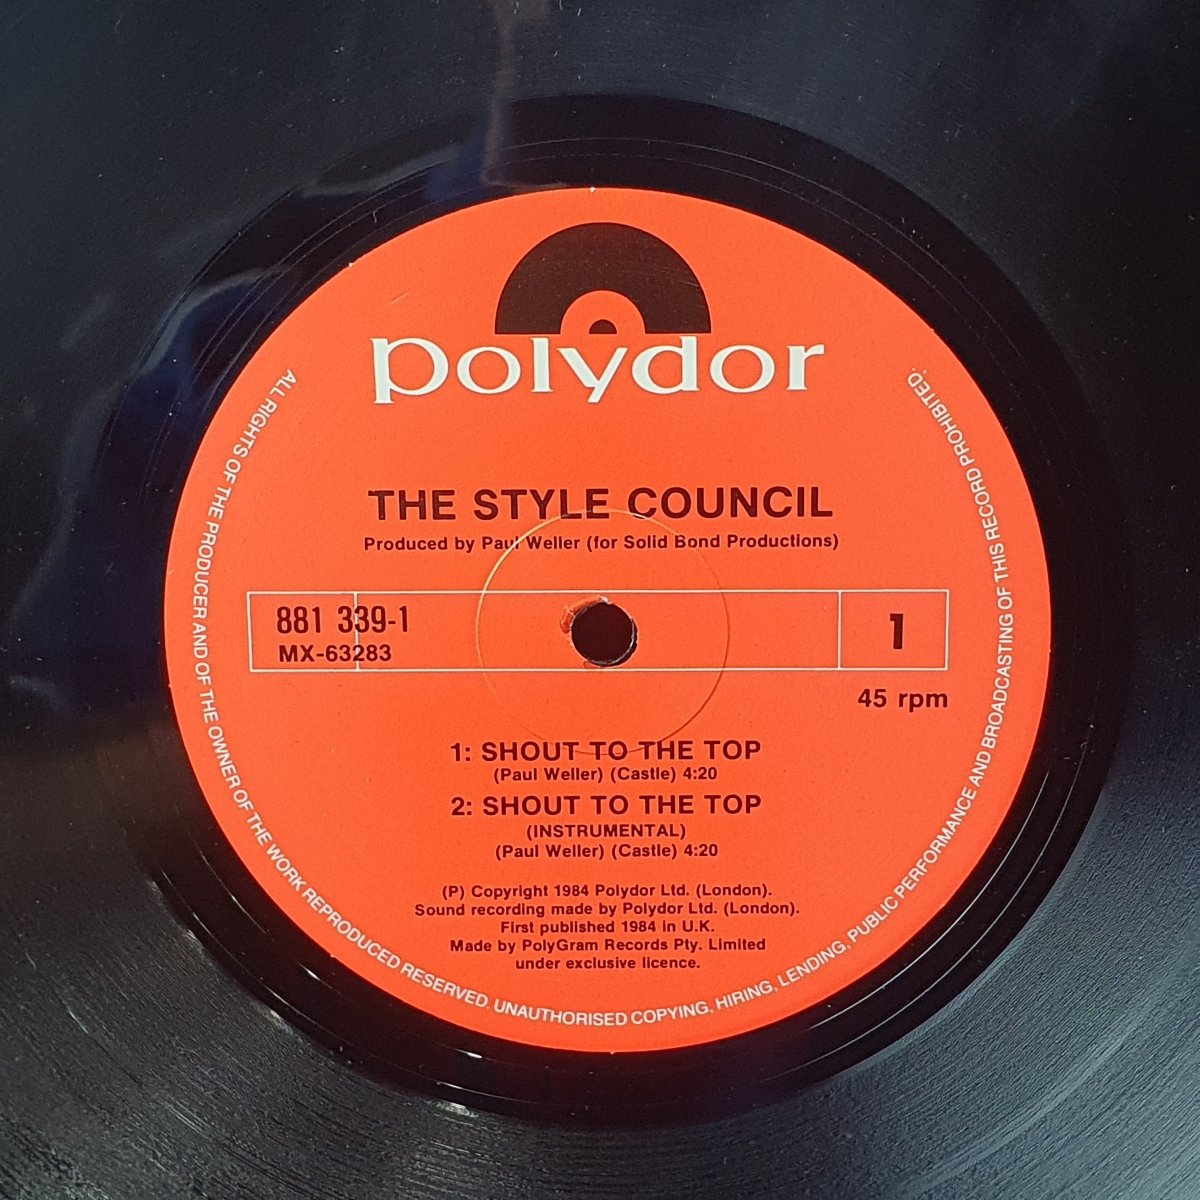 polydor
THE STYLE COUNCIL
Produced by Paul Weller (for Solid Bond Productions)
881 339-1
MX-63283
1
45 rpm
1: SHOUT TO THE TOP
(Paul Weller) (Castle) 4:20
2: SHOUT TO THE TOP
(INSTRUMENTAL)
(Paul Weller) (Castle) 4:20
(P) Copyright 1984 Polydor Ltd. (London).
Sound recording made by Polydor Ltd. (London).
First published 1984 in U.K.
Made by PolyGram Records Pty. Limited
under exclusive licence.
ALL RIGHTS OF THE PRODUCER AND OF THE OWNER OF THE WORK REPRODUCED RESERVED. UNAUTHORISED COPYING, HIRING, LENDING, PUBLIC PERFORMANCE AND BROADCASTING OF THIS RECORD PROHIBITED.